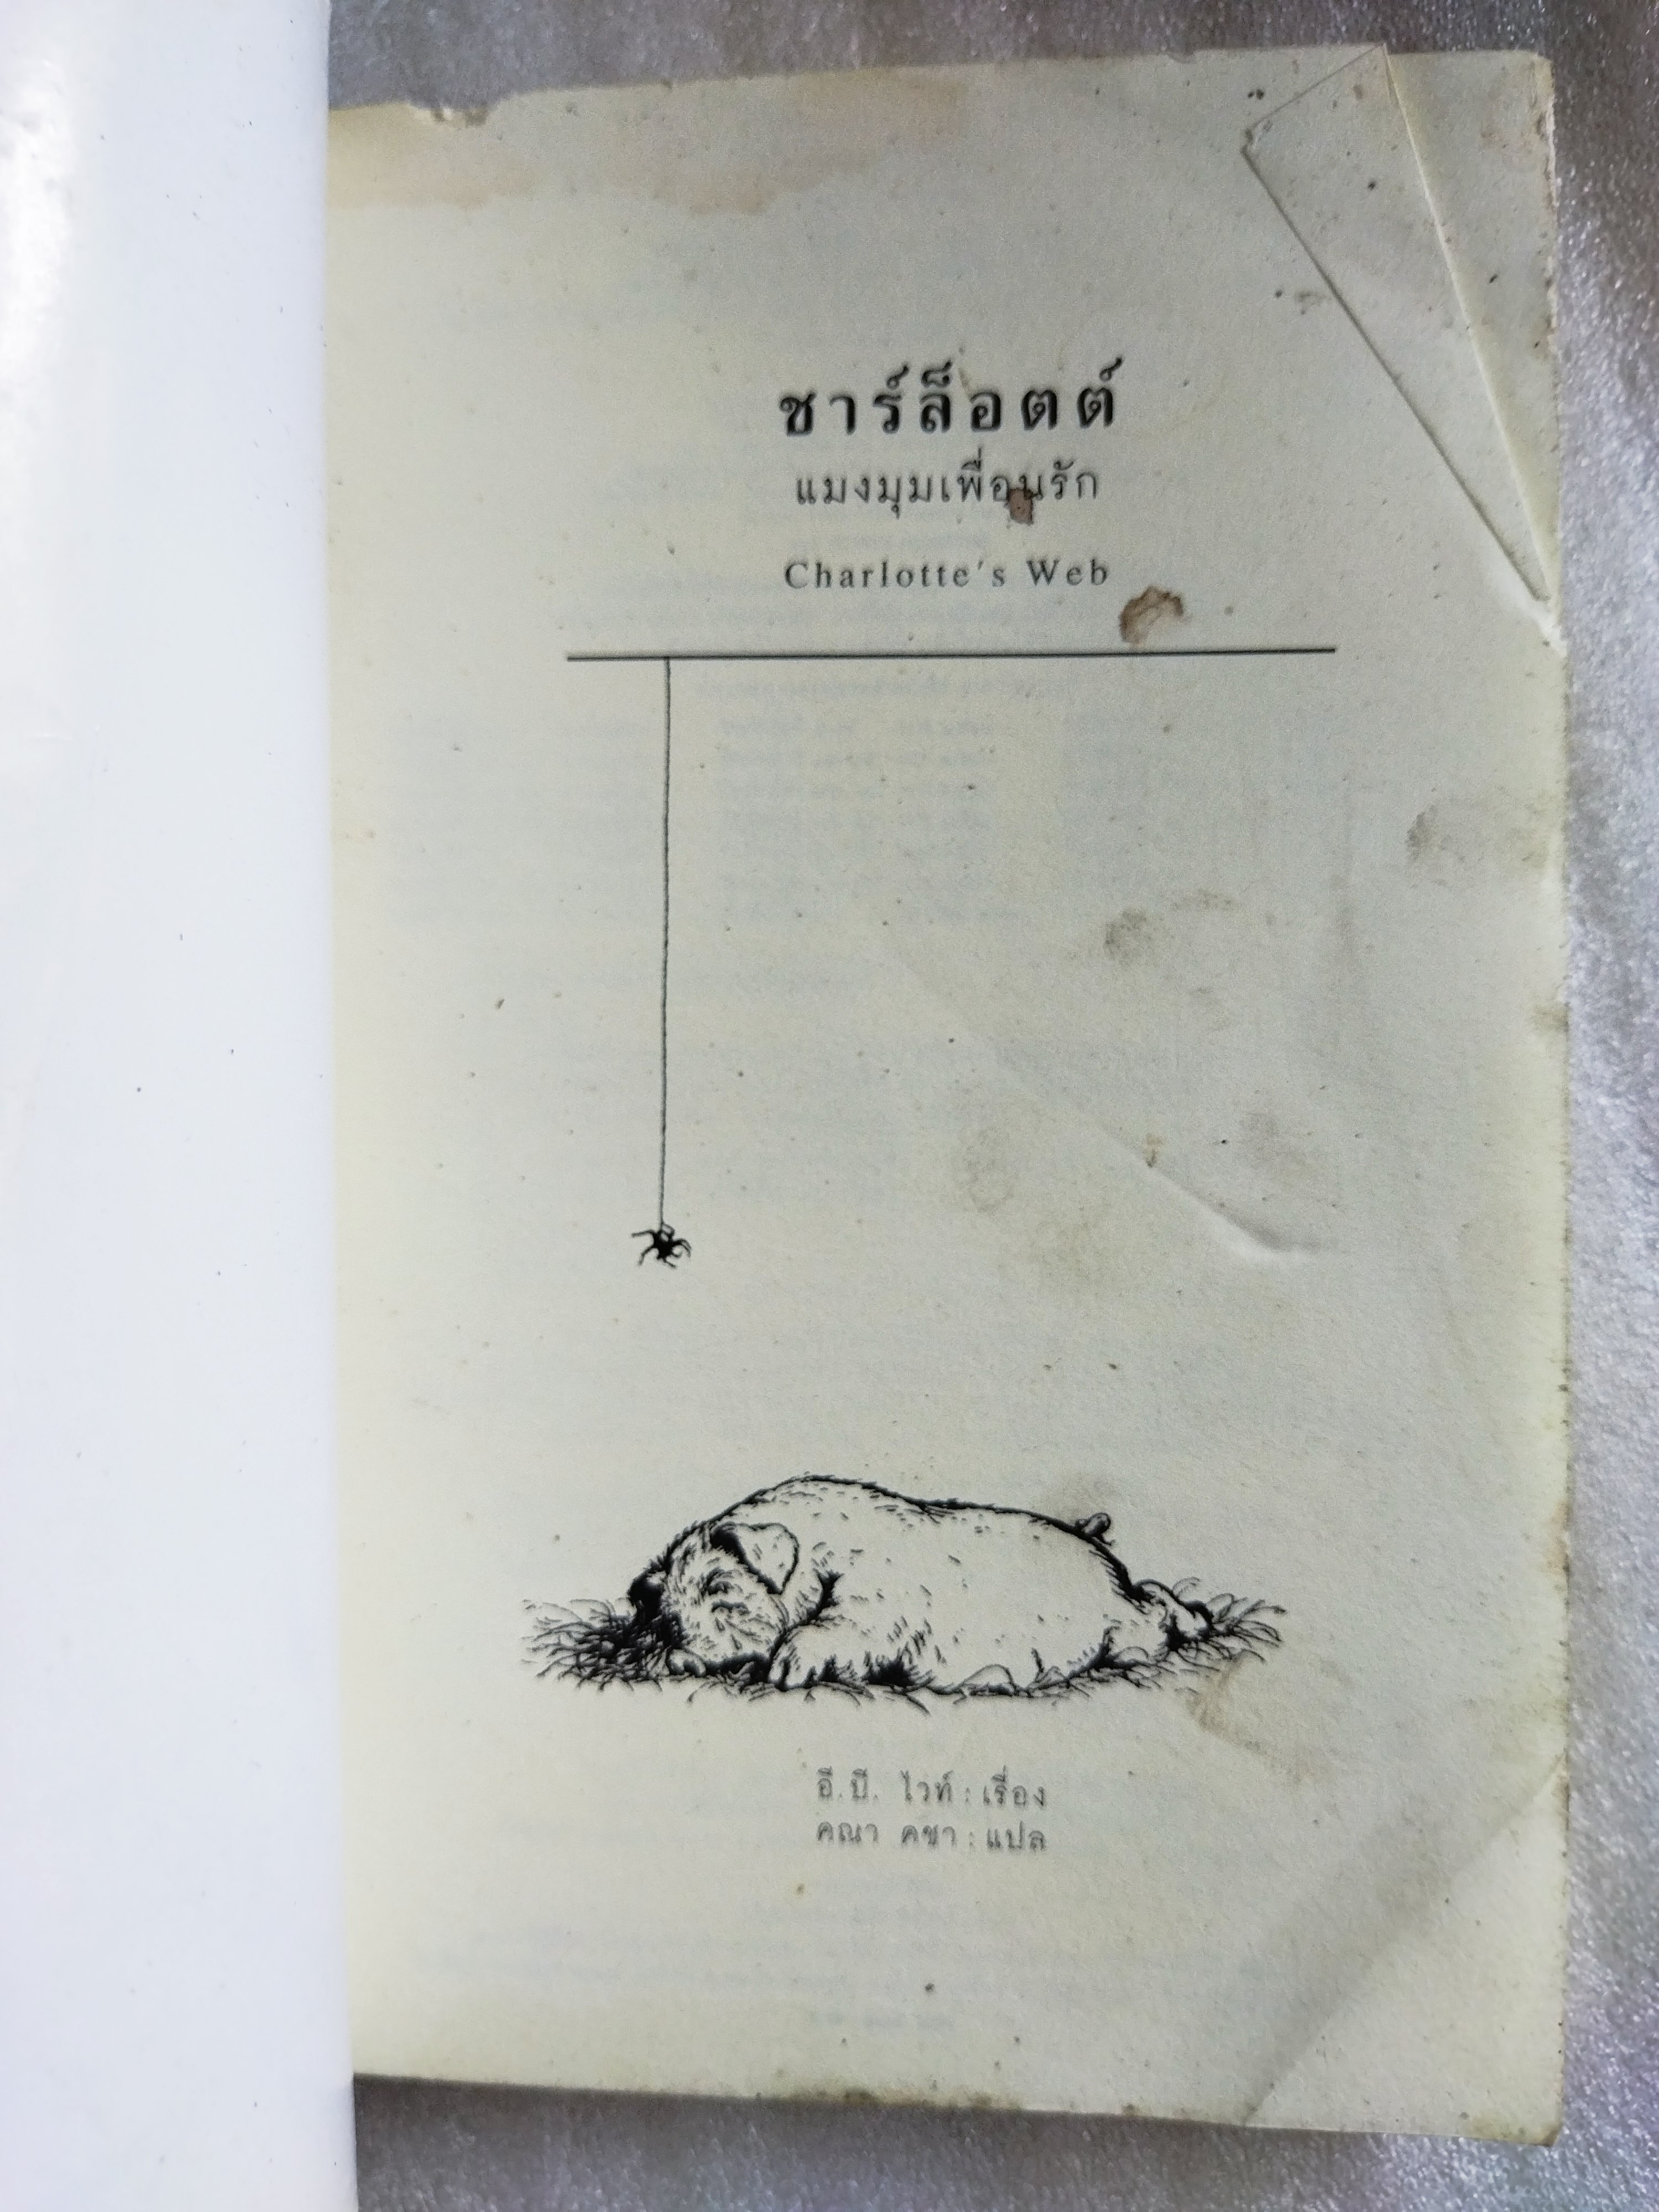 ชาร์ล็อตต์
แมงมุมเพื่อนรัก
Charlotte's Web
อี.บี. ไวท์ : เรื่อง
คณา คชา : แปล